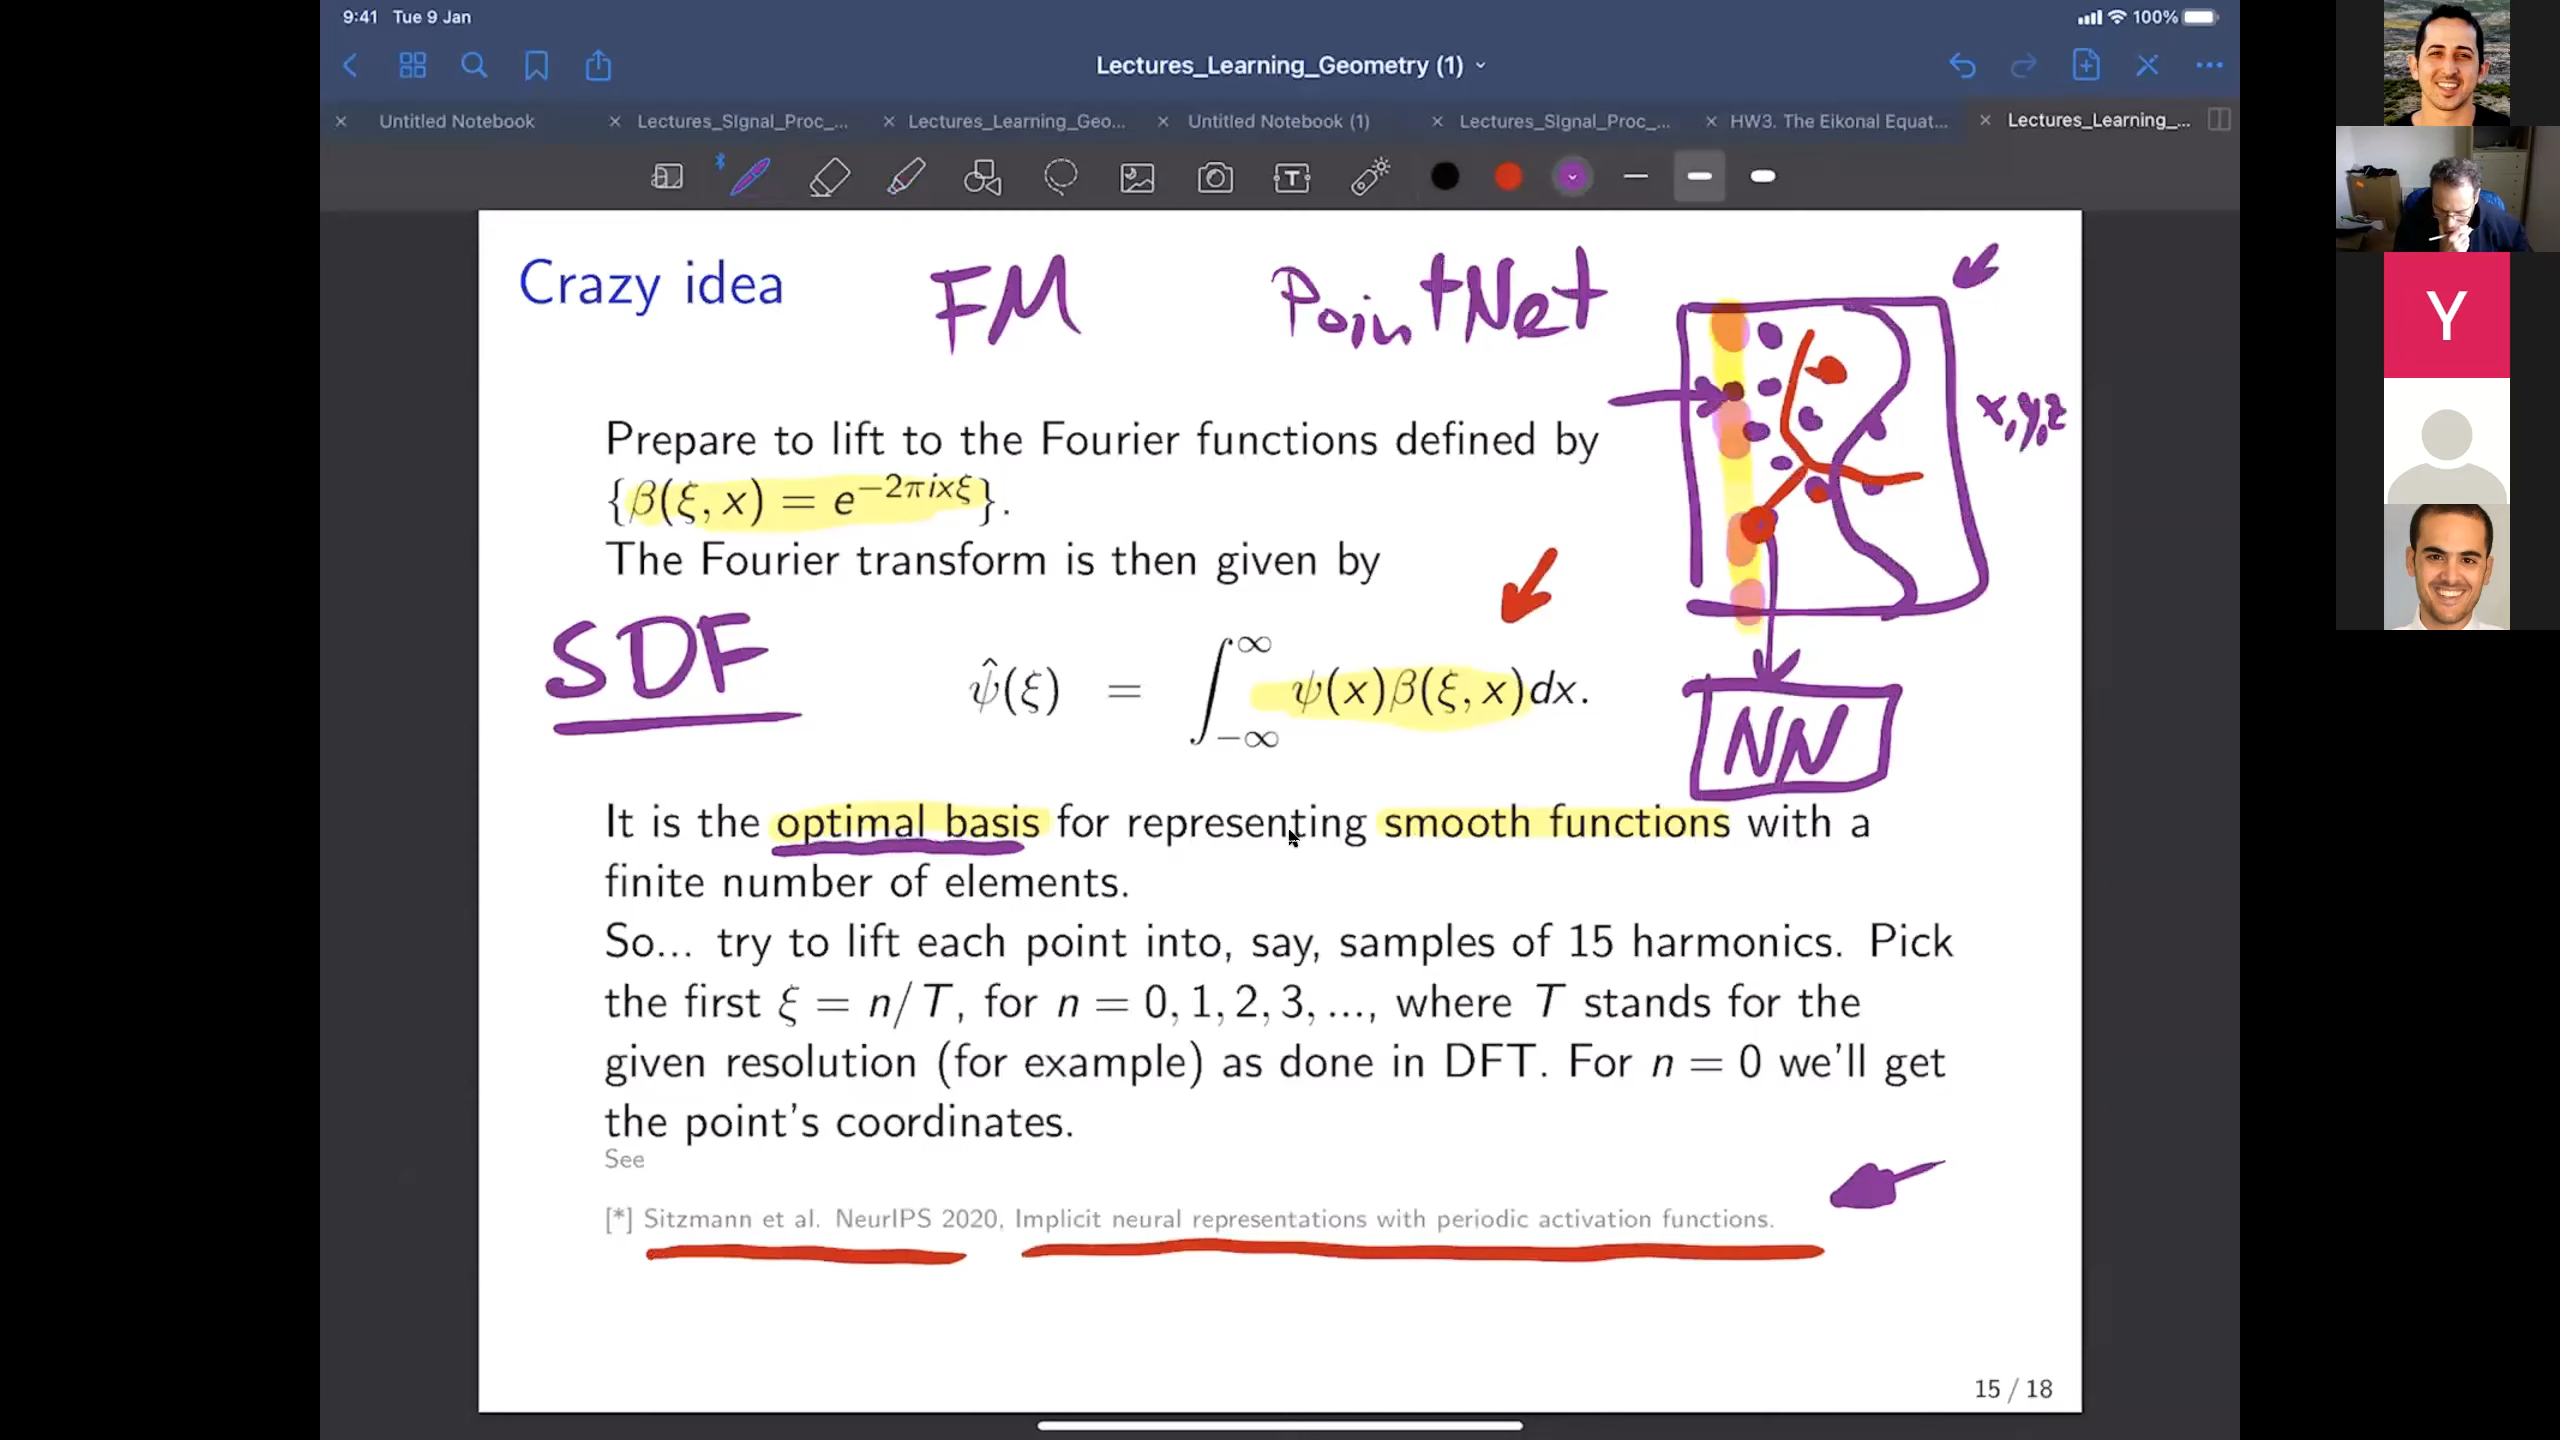 9:41 Tue 9 Jan
100%
Lectures_Learning_Geometry (1)
Untitled Notebook
Lectures_SIgnal_Proc_...
Lectures_Learning_Geo...
Untitled Notebook (1)
Lectures_SIgnal_Proc_...
HW3. The Eikonal Equat...
Lectures_Learning_...
Crazy idea
FM
PointNet
x,y,z
Prepare to lift to the Fourier functions defined by
{β(ξ, x) = e^{−2πixξ}}.
The Fourier transform is then given by
SDF
ψ̂(ξ) = ∫_{−∞}^{∞} ψ(x)β(ξ, x)dx.
NN
It is the optimal basis for representing smooth functions with a
finite number of elements.
So... try to lift each point into, say, samples of 15 harmonics. Pick
the first ξ = n/T, for n = 0, 1, 2, 3, ..., where T stands for the
given resolution (for example) as done in DFT. For n = 0 we'll get
the point's coordinates.
See
[*] Sitzmann et al. NeurIPS 2020, Implicit neural representations with periodic activation functions.
15 / 18
Y